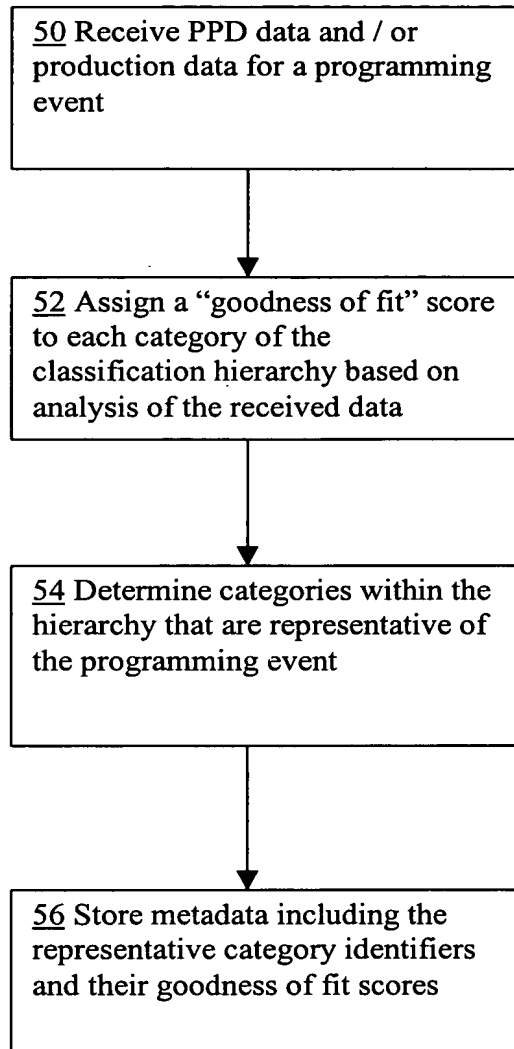 50 Receive PPD data and / or
production data for a programming
event
52 Assign a “goodness of fit” score
to each category of the
classification hierarchy based on
analysis of the received data
54 Determine categories within the
hierarchy that are representative of
the programming event
56 Store metadata including the
representative category identifiers
and their goodness of fit scores